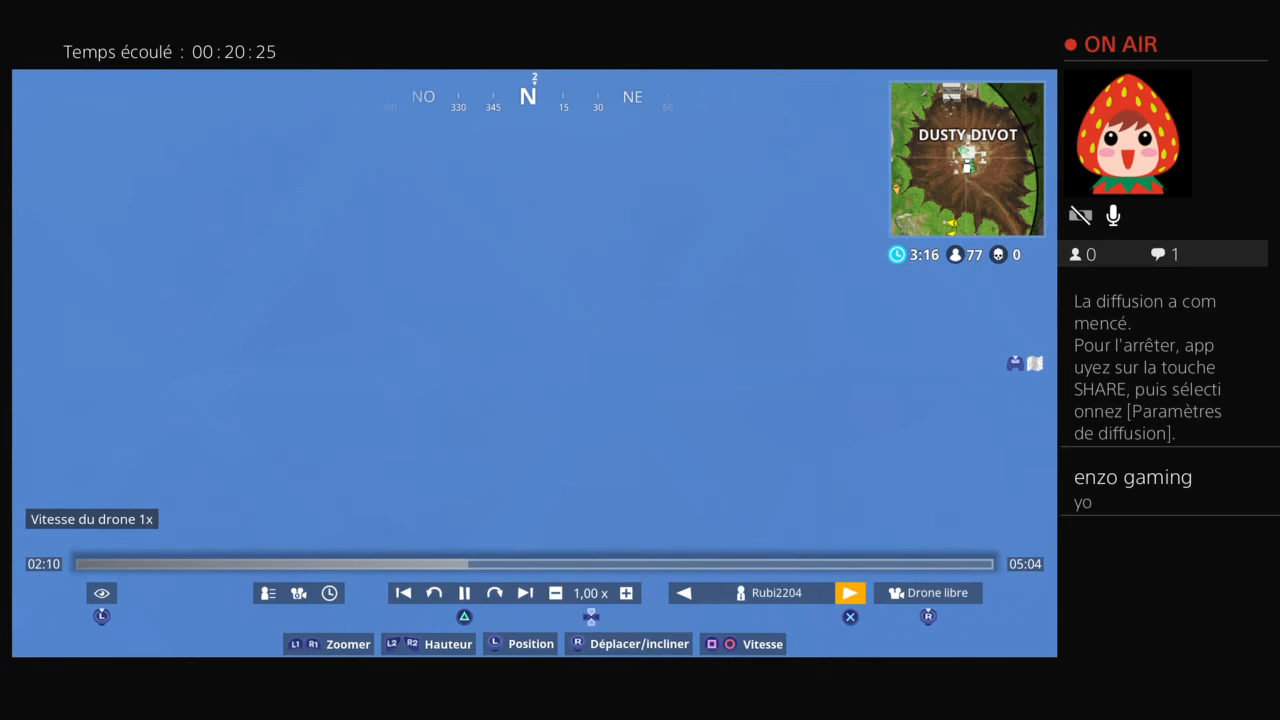 Temps écoulé : 00:20:25
ON AIR
2
300 NO 330 345 N 15 30 NE 60
DUSTY DIVOT
3:16 77 0
0 1
La diffusion a com
mencé.
Pour l'arrêter, app
uyez sur la touche
SHARE, puis sélecti
onnez [Paramètres
de diffusion].
enzo gaming
yo
Vitesse du drone 1x
02:10 05:04
1,00 x Rubi2204 Drone libre
L R
L1 R1 Zoomer L2 R2 Hauteur L Position R Déplacer/incliner Vitesse